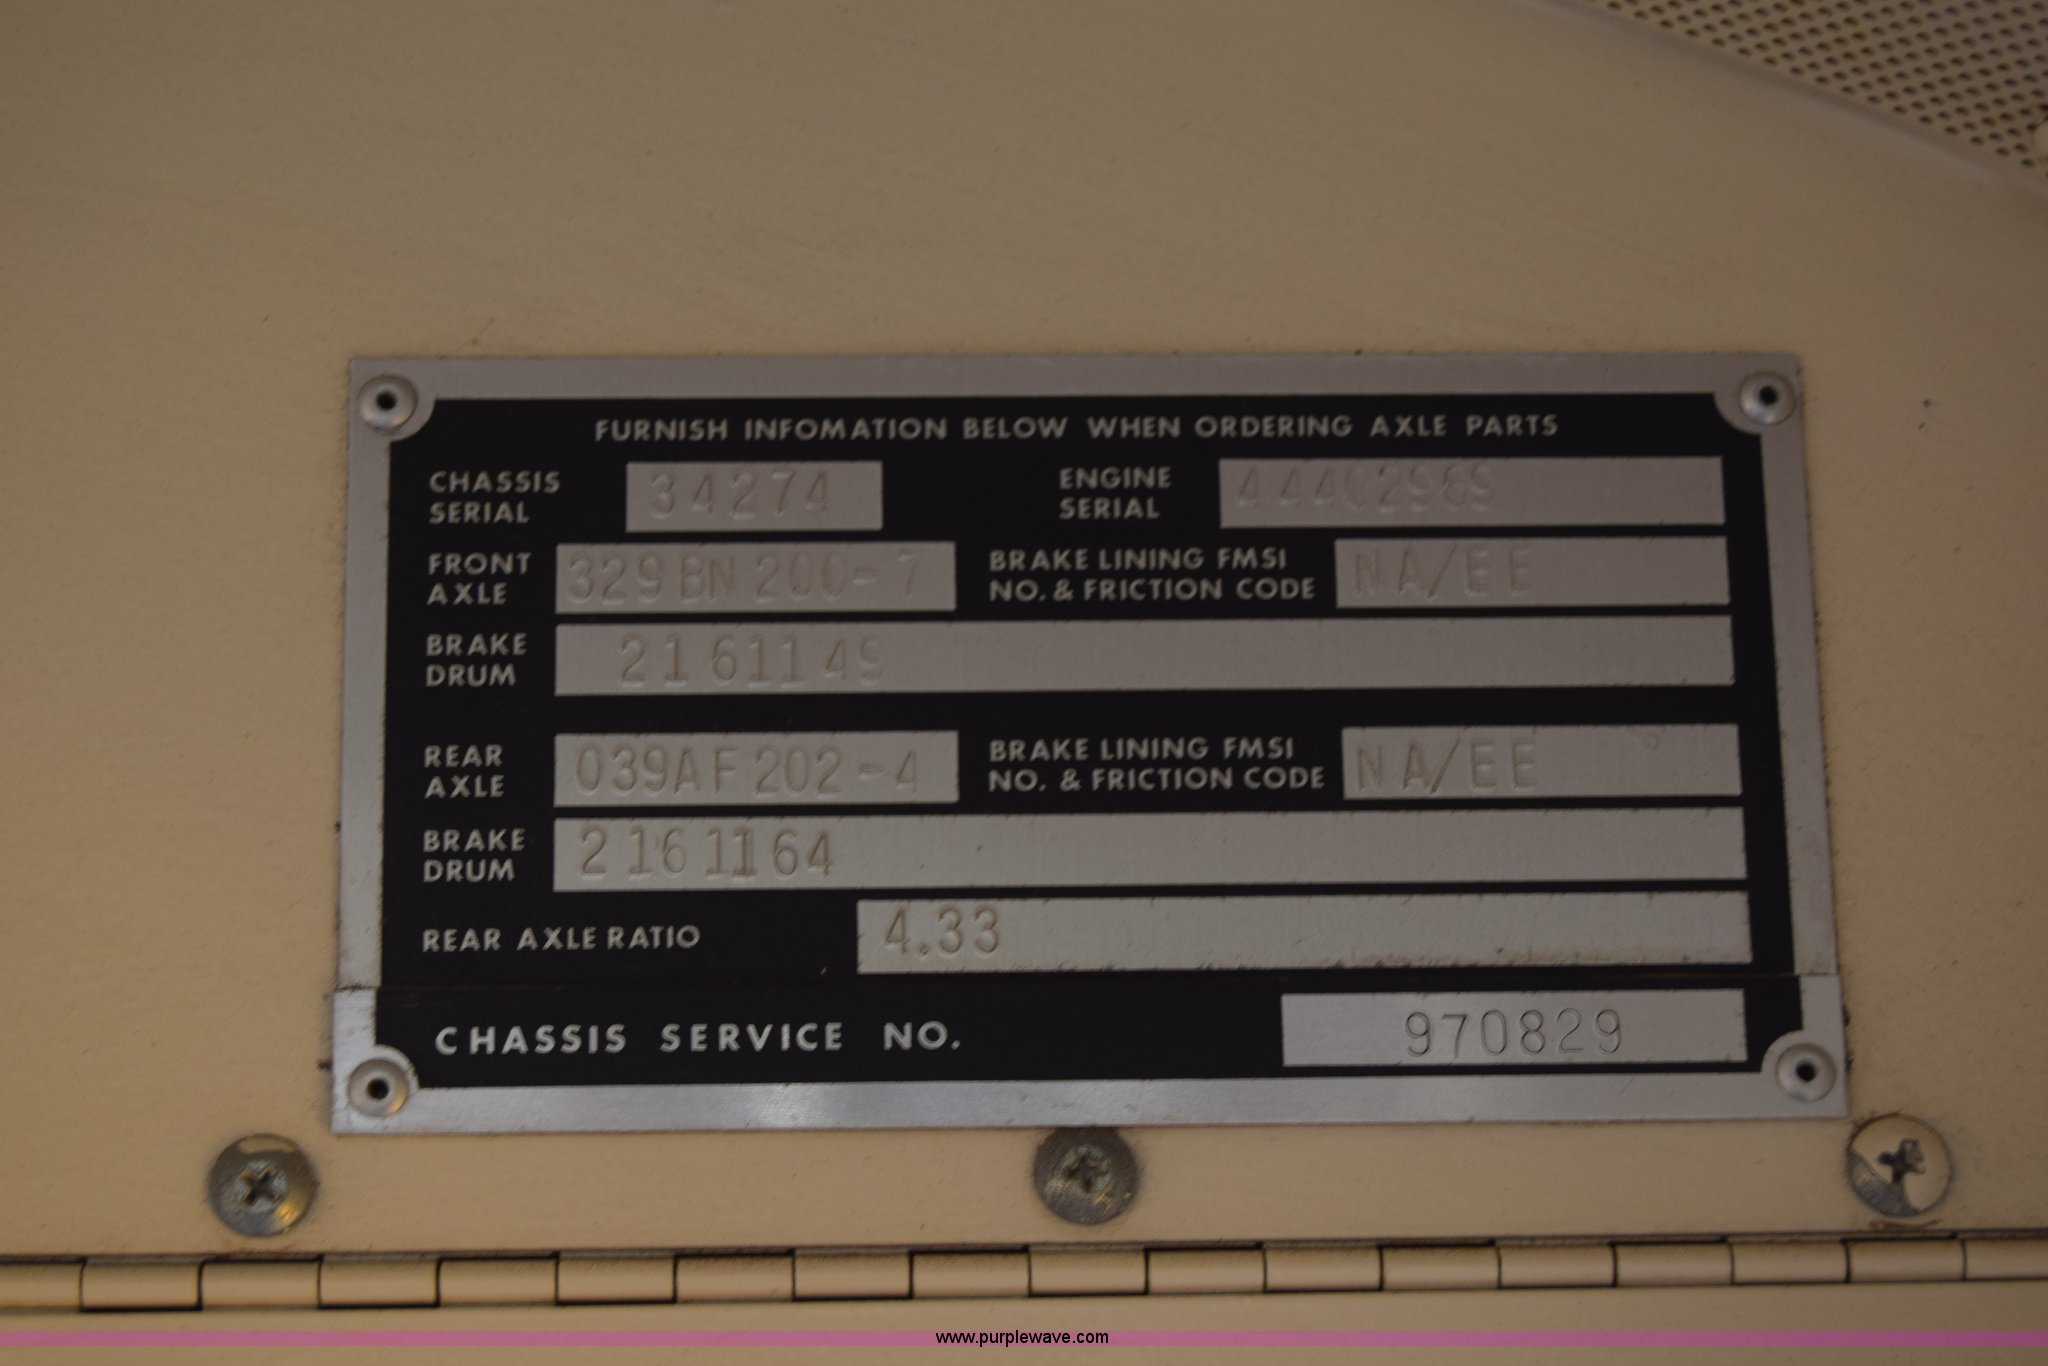 FURNISH INFOMATION BELOW WHEN ORDERING AXLE PARTS
CHASSIS SERIAL 34274
ENGINE SERIAL 44402989
FRONT AXLE 329BN200-7
BRAKE LINING FMSI NO. & FRICTION CODE NA/EE
BRAKE DRUM 2161149
REAR AXLE 039AF202-4
BRAKE LINING FMSI NO. & FRICTION CODE NA/EE
BRAKE DRUM 2161164
REAR AXLE RATIO 4.33
CHASSIS SERVICE NO. 970829
www.purplewave.com